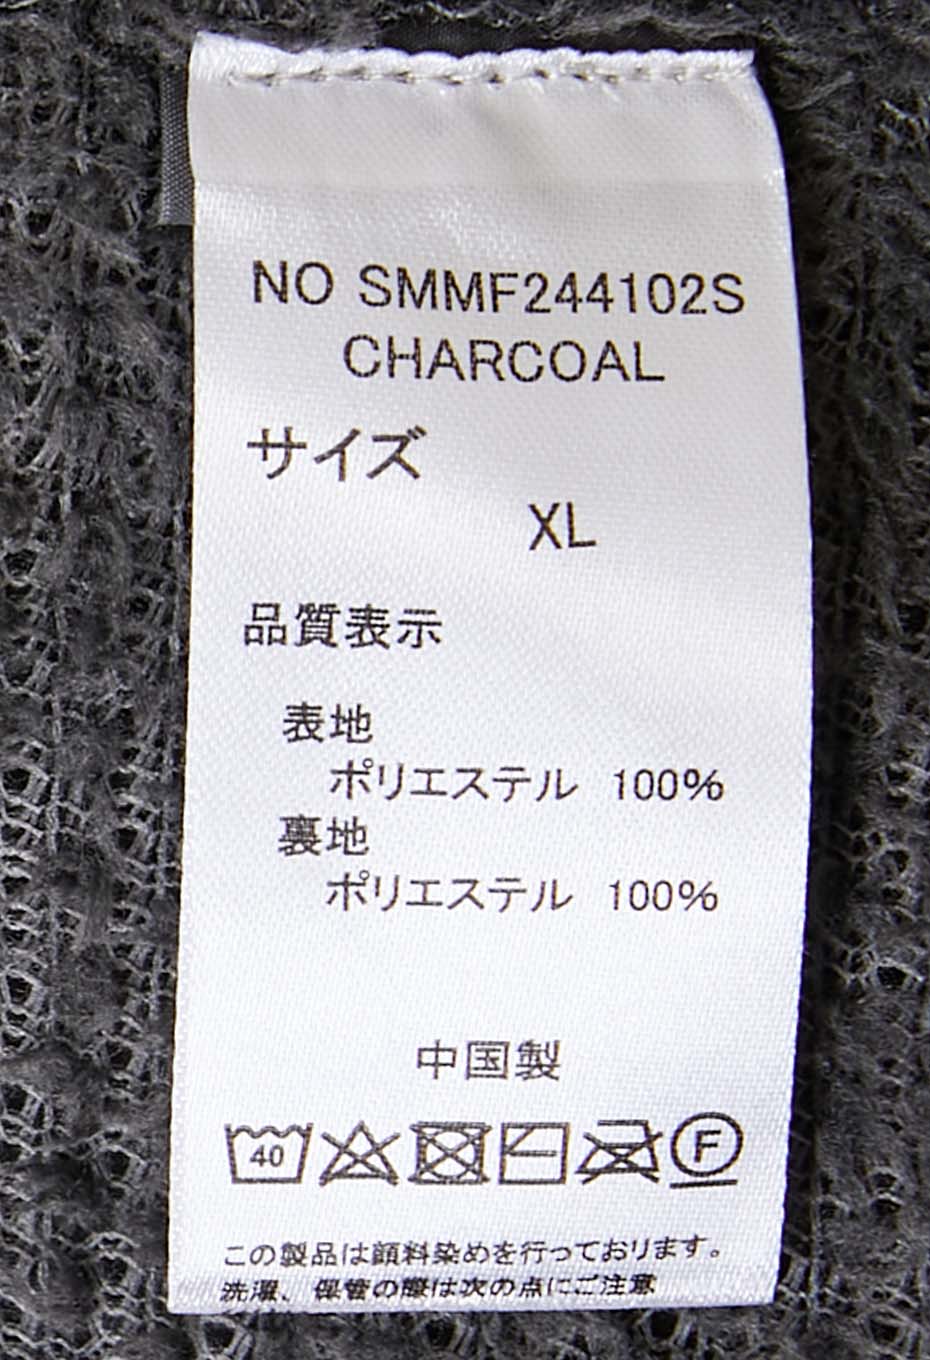 NO SMMF244102S
CHARCOAL
サイズ
XL
品質表示
表地
ポリエステル 100%
裏地
ポリエステル 100%
中国製
40 F
この製品は顔料染めを行っております。
洗濯、保管の際は次の点にご注意